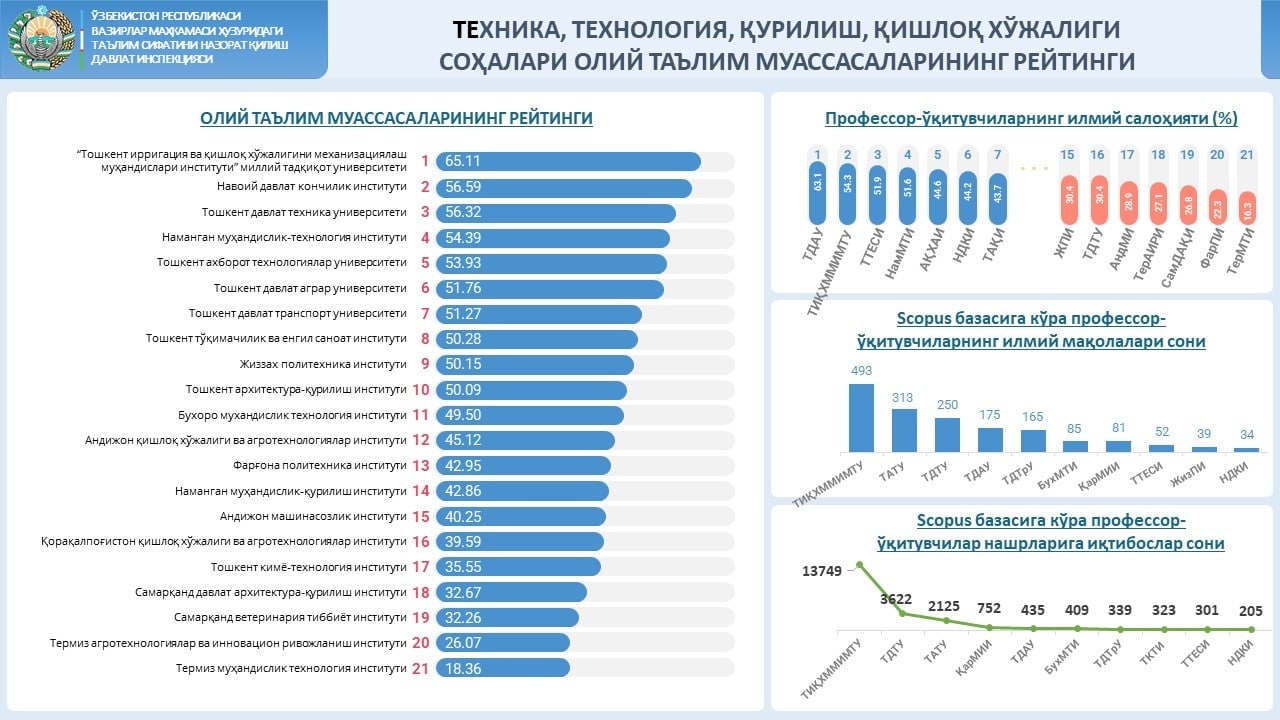 ЎЗБЕКИСТОН РЕСПУБЛИКАСИ
ВАЗИРЛАР МАҲКАМАСИ ҲУЗУРИДАГИ
ТАЪЛИМ СИФАТИНИ НАЗОРАТ ҚИЛИШ
ДАВЛАТ ИНСПЕКЦИЯСИ
ТЕХНИКА, ТЕХНОЛОГИЯ, ҚУРИЛИШ, ҚИШЛОҚ ХЎЖАЛИГИ
СОҲАЛАРИ ОЛИЙ ТАЪЛИМ МУАССАСАЛАРИНИНГ РЕЙТИНГИ
ОЛИЙ ТАЪЛИМ МУАССАСАЛАРИНИНГ РЕЙТИНГИ
“Тошкент ирригация ва қишлоқ хўжалигини механизациялаш
муҳандислари институти” миллий тадқиқот университети 1 65.11
Навоий давлат кончилик институти 2 56.59
Тошкент давлат техника университети 3 56.32
Наманган муҳандислик-технология институти 4 54.39
Тошкент ахборот технологиялар университети 5 53.93
Тошкент давлат аграр университети 6 51.76
Тошкент давлат транспорт университети 7 51.27
Тошкент тўқимачилик ва енгил саноат институти 8 50.28
Жиззах политехника институти 9 50.15
Тошкент архитектура-қурилиш институти 10 50.09
Бухоро мухандислик технология институти 11 49.50
Андижон қишлоқ хўжалиги ва агротехнологиялар институти 12 45.12
Фарғона политехника институти 13 42.95
Наманган муҳандислик-қурилиш институти 14 42.86
Андижон машинасозлик институти 15 40.25
Қорақалпоғистон қишлоқ хўжалиги ва агротехнологиялар институти 16 39.59
Тошкент кимё-технология институти 17 35.55
Самарқанд давлат архитектура-қурилиш институти 18 32.67
Самарқанд ветеринария тиббиёт институти 19 32.26
Термиз агротехнологиялар ва инновацион ривожланиш институти 20 26.07
Термиз муҳандислик технология институти 21 18.36
Профессор-ўқитувчиларнинг илмий салоҳияти (%)
1 2 3 4 5 6 7 15 16 17 18 19 20 21
63.1 54.3 51.9 51.6 44.6 44.2 43.7 ... 30.4 30.4 28.9 27.1 26.8 22.3 16.3
ТДАУ ТИҚХММИМТУ ТТЕСИ НамМТИ АҚХАИ НДКИ ТАҚИ ЖПИ ТДТУ АндМИ ТерАИРИ СамДАҚИ ФарПИ ТерМТИ
Scopus базасига кўра профессор-
ўқитувчиларнинг илмий мақолалари сони
493 313 250 175 165 85 81 52 39 34
ТИҚХММИМТУ ТАТУ ТДТУ ТДАУ ТДТрУ БухМТИ ҚарМИИ ТТЕСИ ЖизПИ НДКИ
Scopus базасига кўра профессор-
ўқитувчилар нашрларига иқтибослар сони
13749 3622 2125 752 435 409 339 323 301 205
ТИҚХММИМТУ ТДТУ ТАТУ ҚарМИИ ТДАУ БухМТИ ТДТрУ ТКТИ ТТЕСИ НДКИ